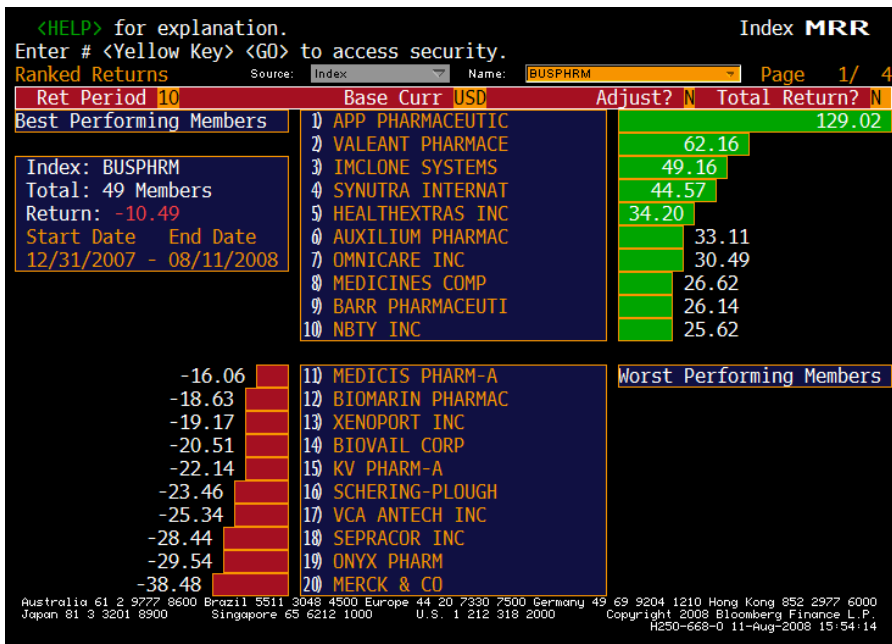 <HELP> for explanation. Index MRR
Enter # <Yellow Key> <GO> to access security.
Ranked Returns Source: Index Name: BUSPHRM Page 1/ 4
Ret Period 10 Base Curr USD Adjust? N Total Return? N
Best Performing Members
Index: BUSPHRM
Total: 49 Members
Return: -10.49
Start Date End Date
12/31/2007 - 08/11/2008
1) APP PHARMACEUTIC 129.02
2) VALEANT PHARMACE 62.16
3) IMCLONE SYSTEMS 49.16
4) SYNUTRA INTERNAT 44.57
5) HEALTHEXTRAS INC 34.20
6) AUXILIUM PHARMAC 33.11
7) OMNICARE INC 30.49
8) MEDICINES COMP 26.62
9) BARR PHARMACEUTI 26.14
10) NBTY INC 25.62
Worst Performing Members
-16.06 11) MEDICIS PHARM-A
-18.63 12) BIOMARIN PHARMAC
-19.17 13) XENOPORT INC
-20.51 14) BIOVAIL CORP
-22.14 15) KV PHARM-A
-23.46 16) SCHERING-PLOUGH
-25.34 17) VCA ANTECH INC
-28.44 18) SEPRACOR INC
-29.54 19) ONYX PHARM
-38.48 20) MERCK & CO
Australia 61 2 9777 8600 Brazil 5511 3048 4500 Europe 44 20 7330 7500 Germany 49 69 9204 1210 Hong Kong 852 2977 6000
Japan 81 3 3201 8900 Singapore 65 6212 1000 U.S. 1 212 318 2000 Copyright 2008 Bloomberg Finance L.P.
H250-668-0 11-Aug-2008 15:54:14